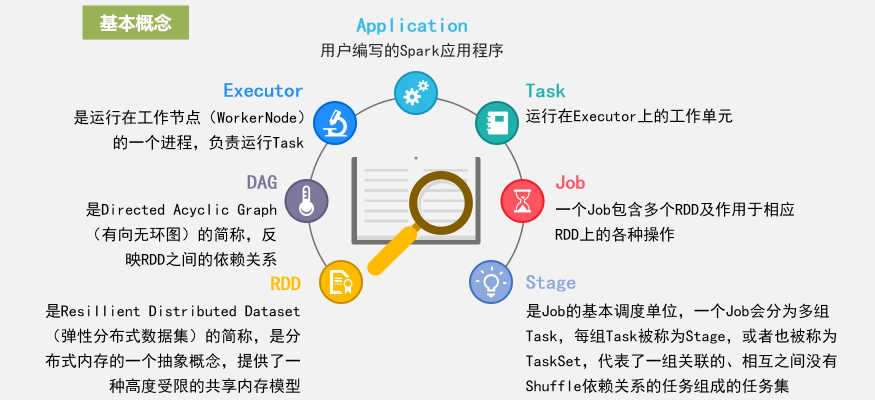 基本概念
Application
用户编写的Spark应用程序
Executor
是运行在工作节点（WorkerNode）
的一个进程，负责运行Task
Task
运行在Executor上的工作单元
DAG
是Directed Acyclic Graph
（有向无环图）的简称，反
映RDD之间的依赖关系
Job
一个Job包含多个RDD及作用于相应
RDD上的各种操作
RDD
是Resillient Distributed Dataset
（弹性分布式数据集）的简称，是分
布式内存的一个抽象概念，提供了一
种高度受限的共享内存模型
Stage
是Job的基本调度单位，一个Job会分为多组
Task，每组Task被称为Stage，或者也被称为
TaskSet，代表了一组关联的、相互之间没有
Shuffle依赖关系的任务组成的任务集